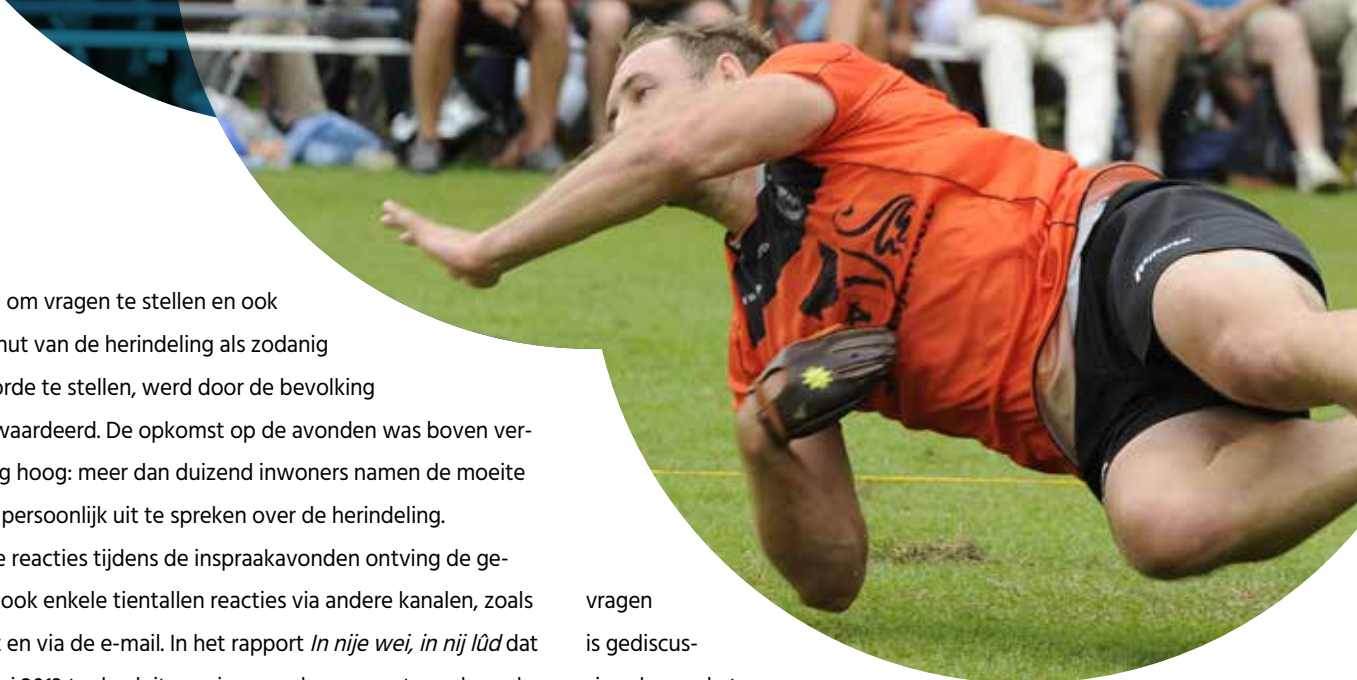 om vragen te stellen en ook
van de herindeling als zodanig
te stellen, werd door de bevolking
De opkomst op de avonden was boven ver-
hoog: meer dan duizend inwoners namen de moeite
persoonlijk uit te spreken over de herindeling.
reacties tijdens de inspraakavonden ontving de ge-
ook enkele tientallen reacties via andere kanalen, zoals
en via de e-mail. In het rapport In nije wei, in nij lûd dat
vragen
is gediscus-